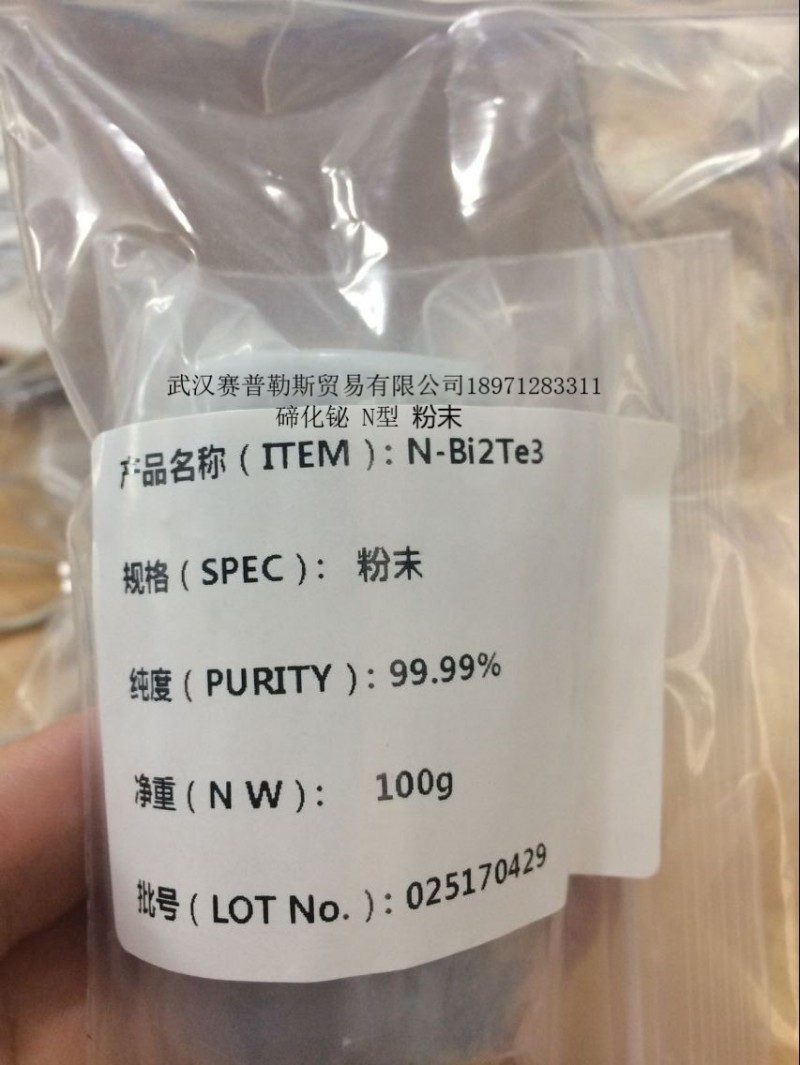 武汉赛普勒斯贸易有限公司18971283311
碲化铋 N型 粉末
产品名称（ITEM）：N-Bi2Te3
规格（SPEC）： 粉末
纯度（PURITY）：99.99%
净重（N W）： 100g
批号（LOT No.）：025170429